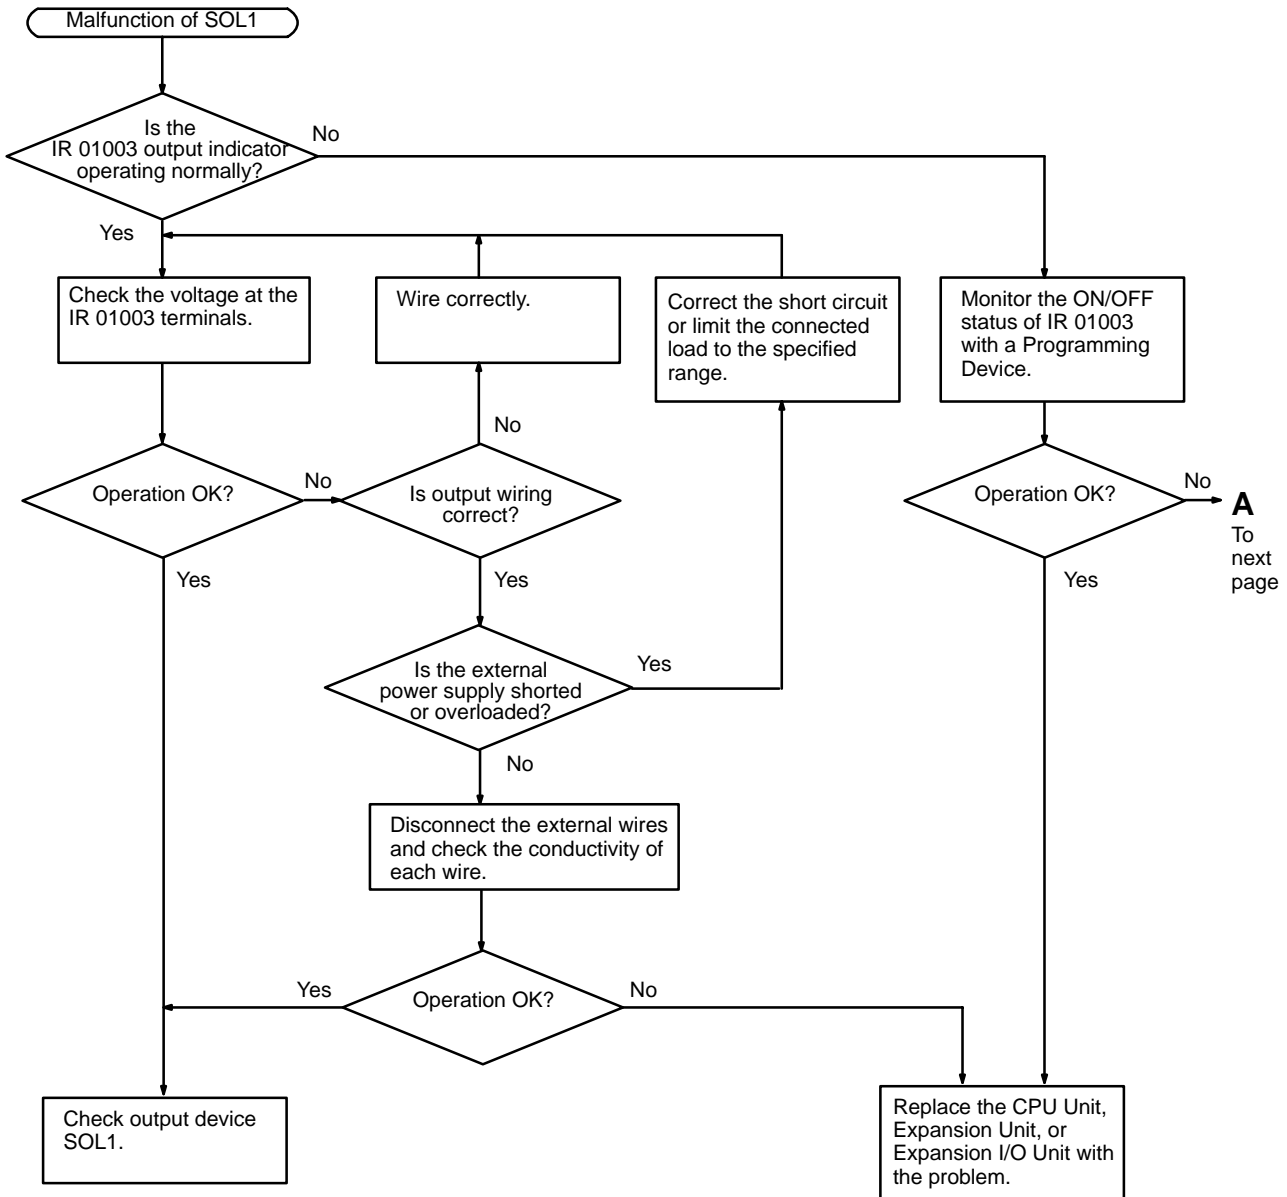 Malfunction of SOL1
Is the
IR 01003 output indicator
operating normally?
No
Yes
Check the voltage at the
IR 01003 terminals.
Wire correctly.
Correct the short circuit
or limit the connected
load to the specified
range.
Monitor the ON/OFF
status of IR 01003
with a Programming
Device.
No
Operation OK?
No
Is output wiring
correct?
Operation OK?
No
A
To
next
page
Yes
Yes
Yes
Is the external
power supply shorted
or overloaded?
Yes
No
Disconnect the external wires
and check the conductivity of
each wire.
Yes
Operation OK?
No
Check output device
SOL1.
Replace the CPU Unit,
Expansion Unit, or
Expansion I/O Unit with
the problem.